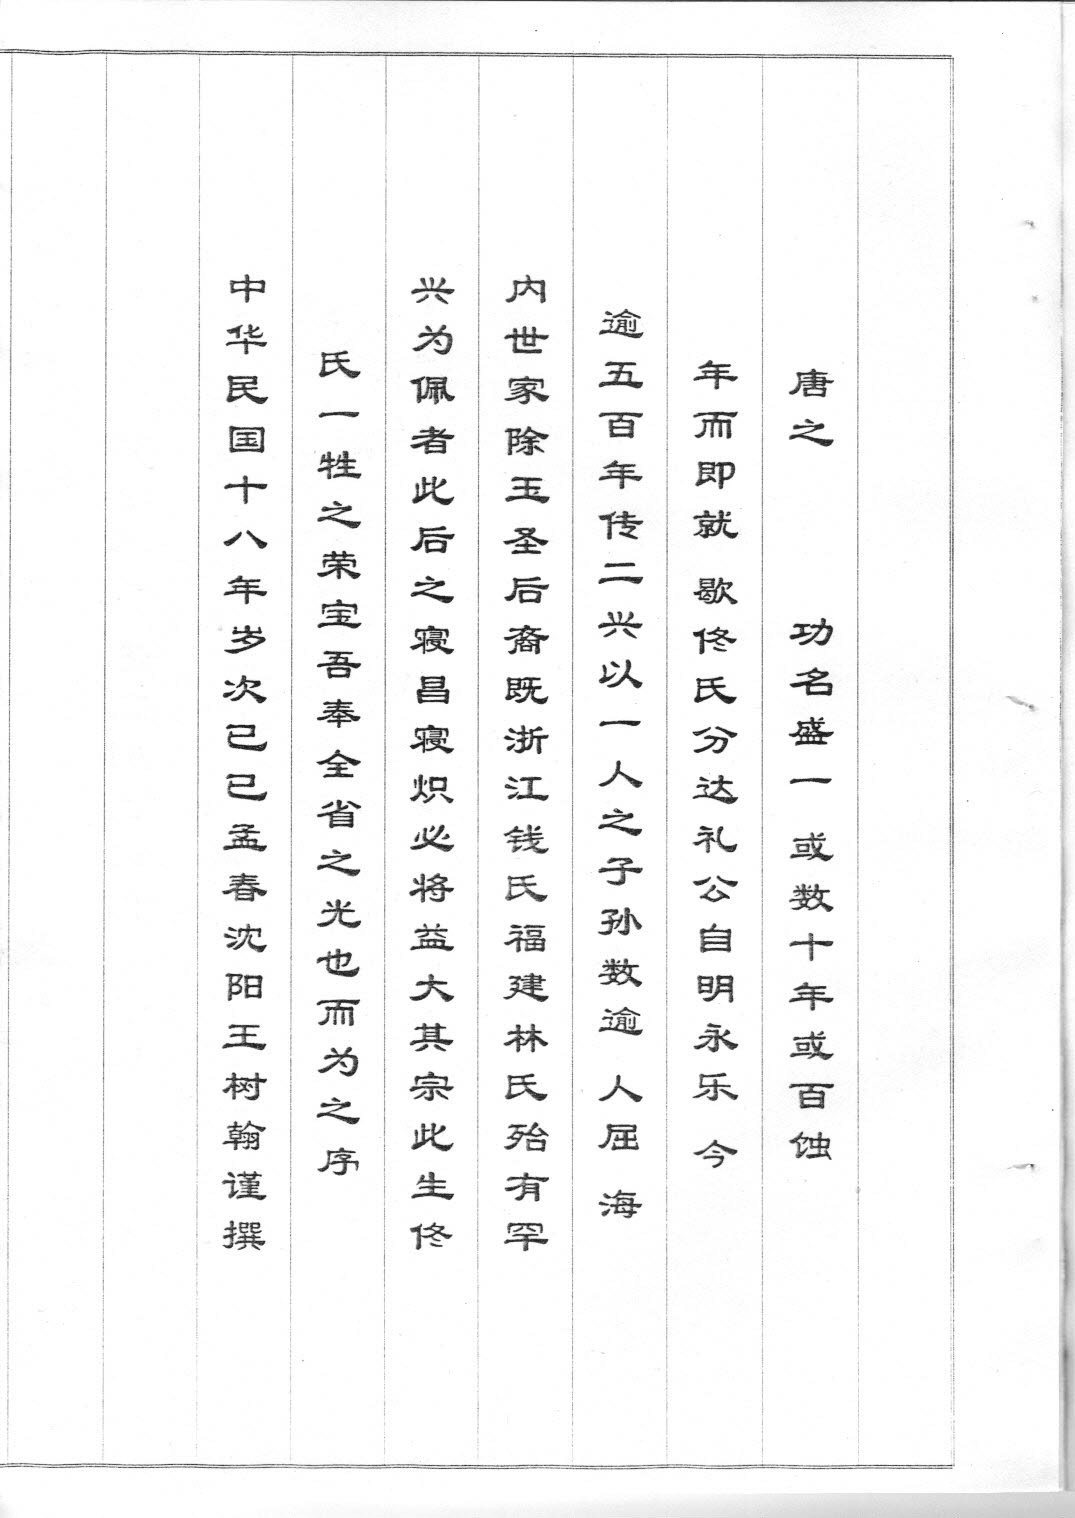 唐之 功名盛一 或数十年或百蚀
年而即就 歇佟氏分达礼公自明永乐 今
逾五百年传二兴以一人之子孙数逾 人屈 海
内世家除玉圣后裔既浙江钱氏福建林氏殆有罕
兴为佩者此后之寝昌寝炽必将益大其宗此生佟
氏一牲之荣宝吾奉全省之光也而为之序
中华民国十八年岁次已已孟春沈阳王树翰谨撰